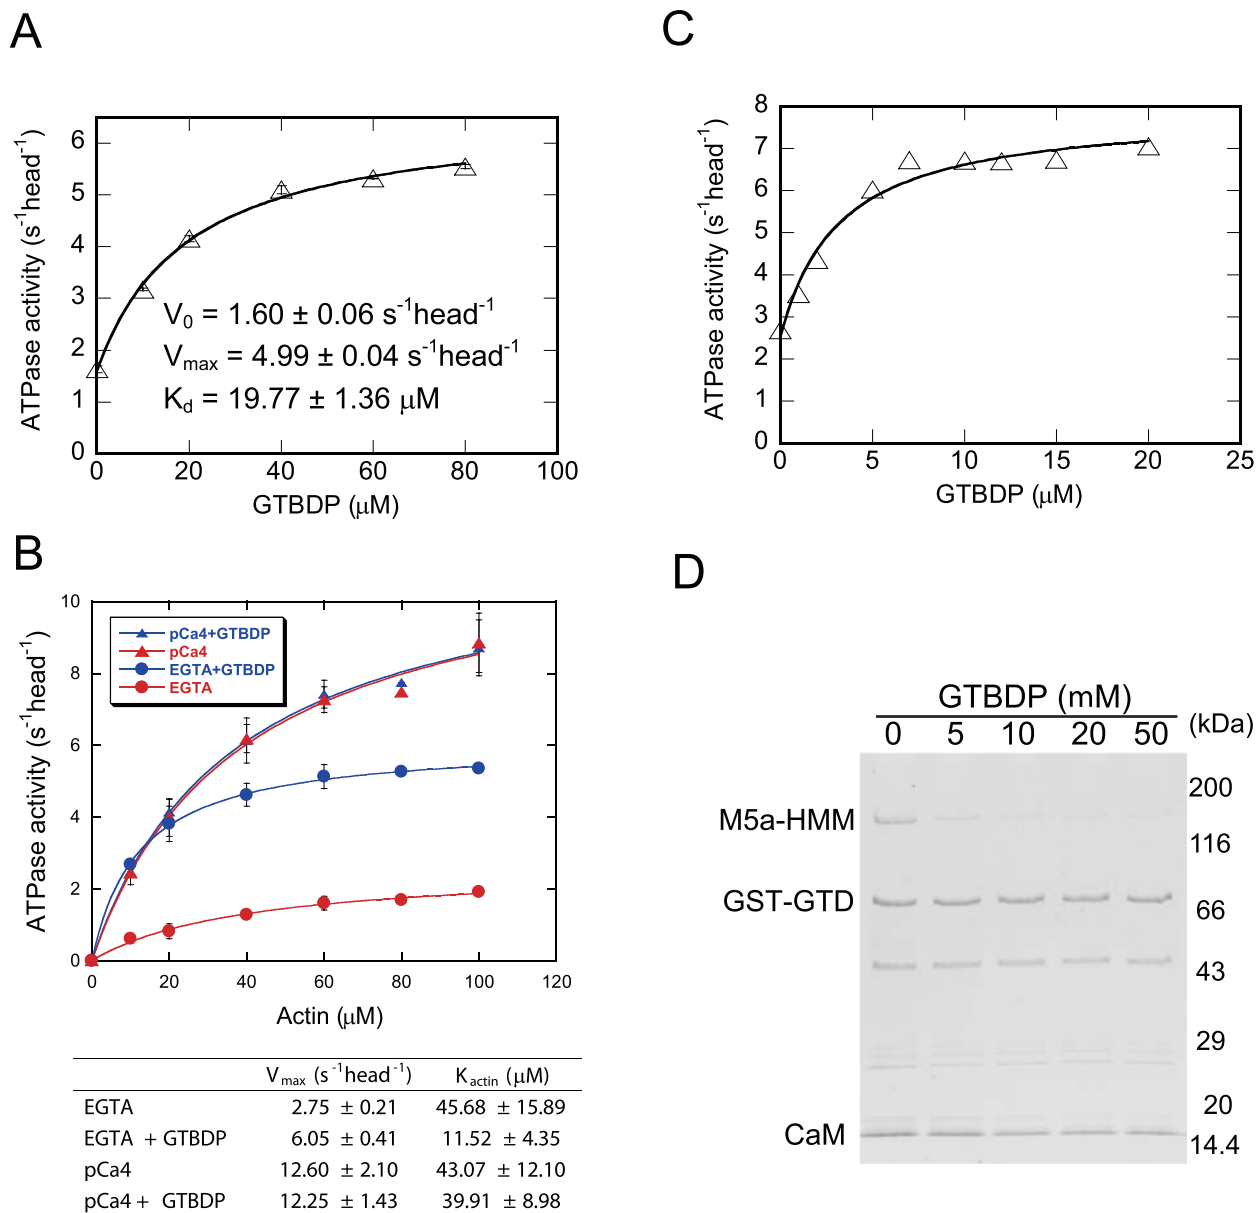 A
ATPase activity (s⁻¹head⁻¹)
6
5
4
3
2
1
0
V₀ = 1.60 ± 0.06 s⁻¹head⁻¹
Vₘₐₓ = 4.99 ± 0.04 s⁻¹head⁻¹
K_d = 19.77 ± 1.36 μM
0 20 40 60 80 100
GTBDP (μM)
C
ATPase activity (s⁻¹head⁻¹)
8
7
6
5
4
3
2
1
0
0 5 10 15 20 25
GTBDP (μM)
B
ATPase activity (s⁻¹head⁻¹)
10
8
6
4
2
0
pCa4+GTBDP
pCa4
EGTA+GTBDP
EGTA
0 20 40 60 80 100 120
Actin (μM)
Vₘₐₓ (s⁻¹head⁻¹) K_actin (μM)
EGTA 2.75 ± 0.21 45.68 ± 15.89
EGTA + GTBDP 6.05 ± 0.41 11.52 ± 4.35
pCa4 12.60 ± 2.10 43.07 ± 12.10
pCa4 + GTBDP 12.25 ± 1.43 39.91 ± 8.98
D
GTBDP (mM)
0 5 10 20 50 (kDa)
M5a-HMM
GST-GTD
CaM
200
116
66
43
29
20
14.4